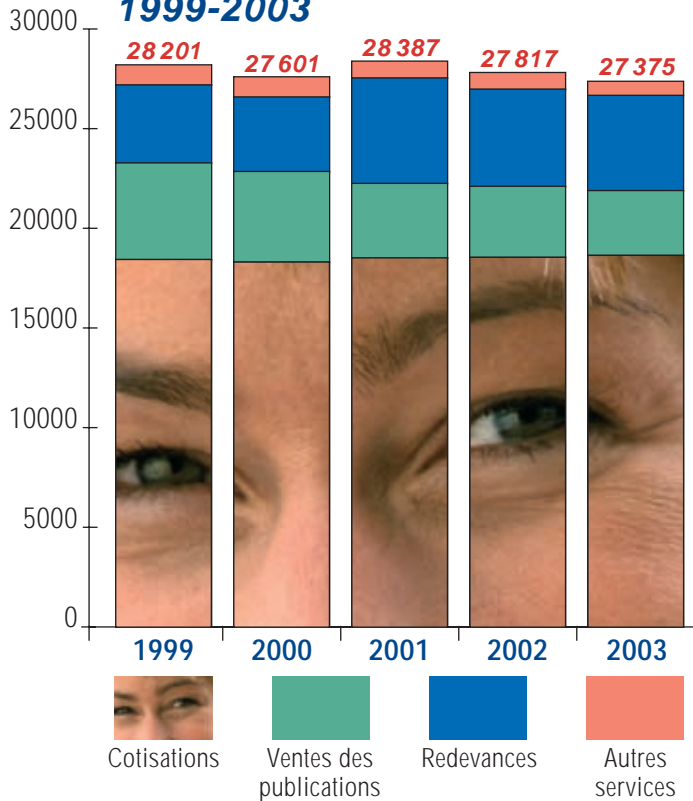 1999-2003
30000
28 201
27 601
28 387
27 817
27 375
25000
20000
15000
10000
5000
0
1999 2000 2001 2002 2003
Cotisations
Ventes des
publications
Redevances
Autres
services